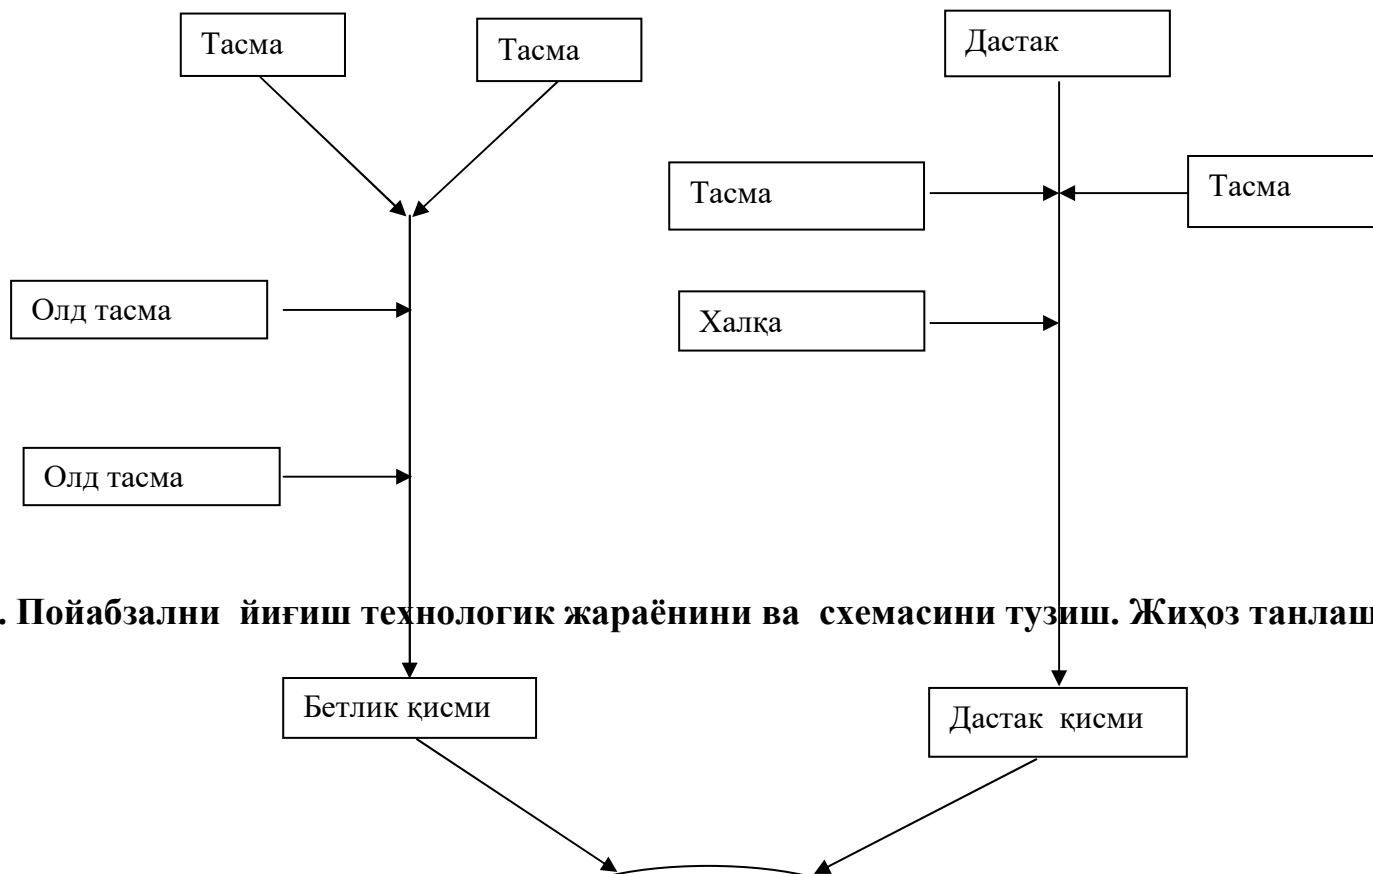 Тасма
Тасма
Дастак
Тасма
Тасма
Олд тасма
Халқа
Олд тасма
. Пойабзални йиғиш технологик жараёнини ва схемасини тузиш. Жиҳоз танлаш
Бетлик қисми
Дастак қисми